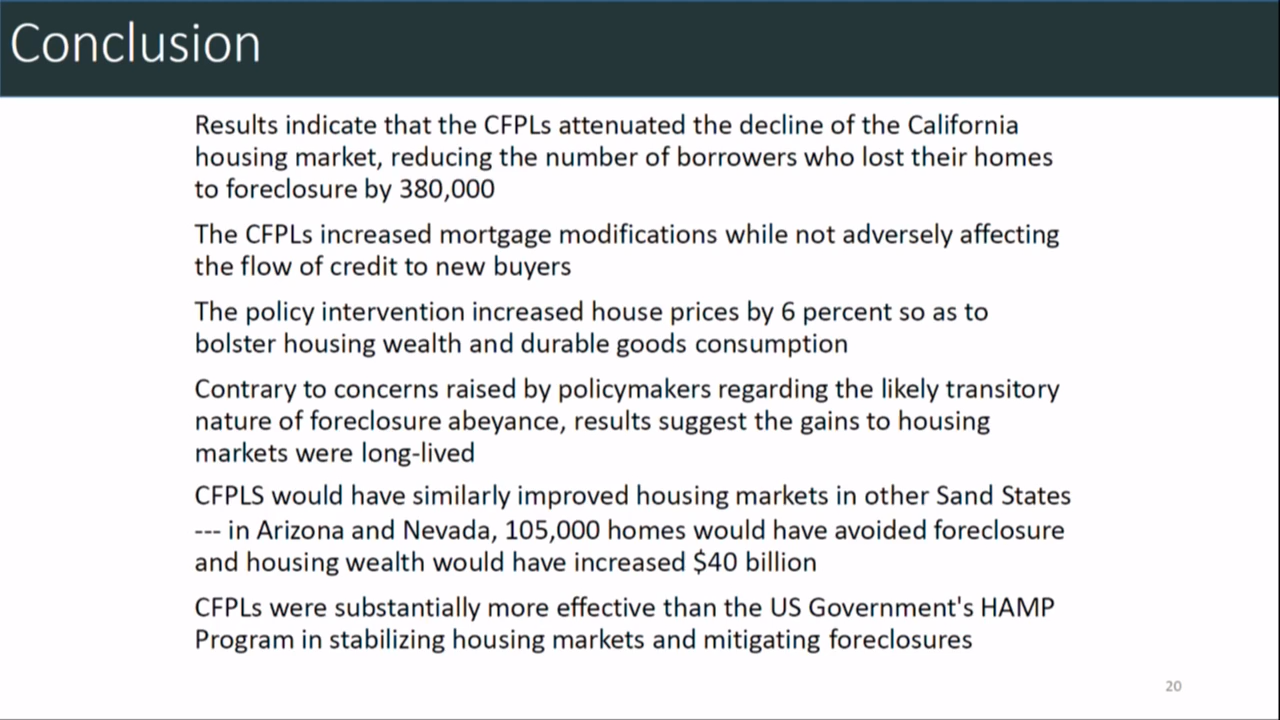 Conclusion
Results indicate that the CFPLs attenuated the decline of the California
housing market, reducing the number of borrowers who lost their homes
to foreclosure by 380,000
The CFPLs increased mortgage modifications while not adversely affecting
the flow of credit to new buyers
The policy intervention increased house prices by 6 percent so as to
bolster housing wealth and durable goods consumption
Contrary to concerns raised by policymakers regarding the likely transitory
nature of foreclosure abeyance, results suggest the gains to housing
markets were long-lived
CFPLS would have similarly improved housing markets in other Sand States
--- in Arizona and Nevada, 105,000 homes would have avoided foreclosure
and housing wealth would have increased $40 billion
CFPLs were substantially more effective than the US Government's HAMP
Program in stabilizing housing markets and mitigating foreclosures
20